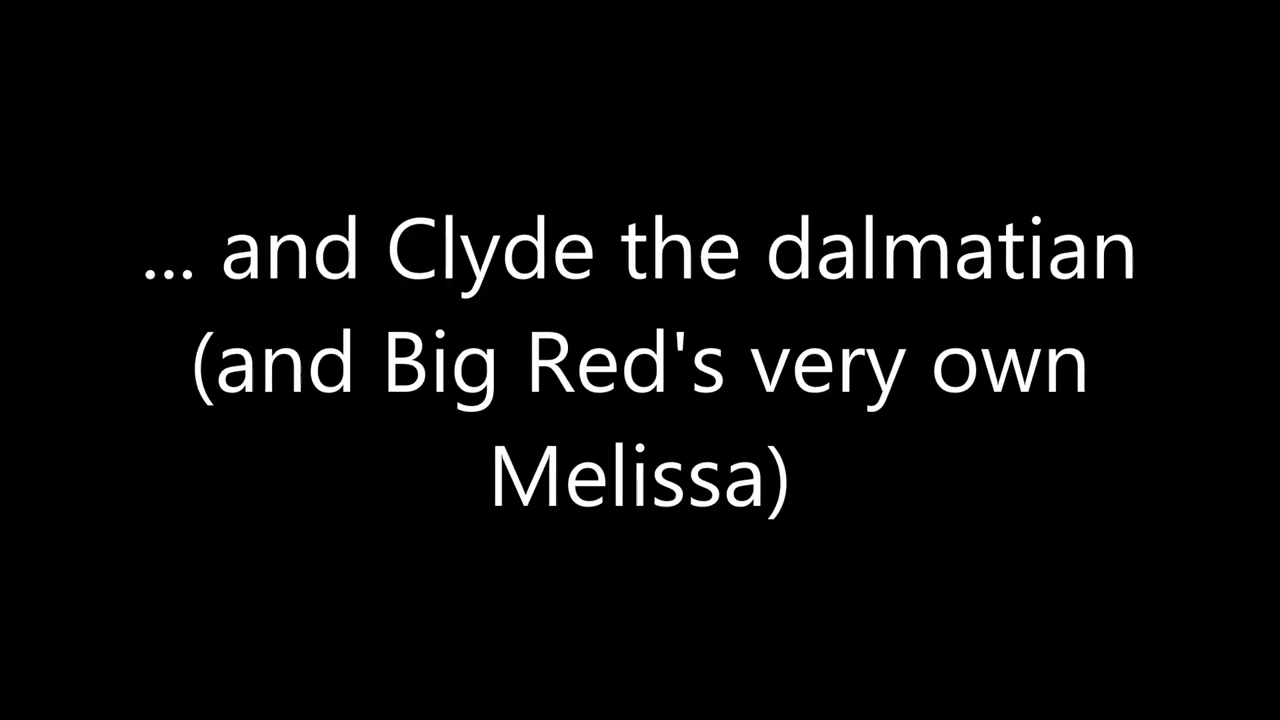 ... and Clyde the dalmatian
(and Big Red's very own
Melissa)